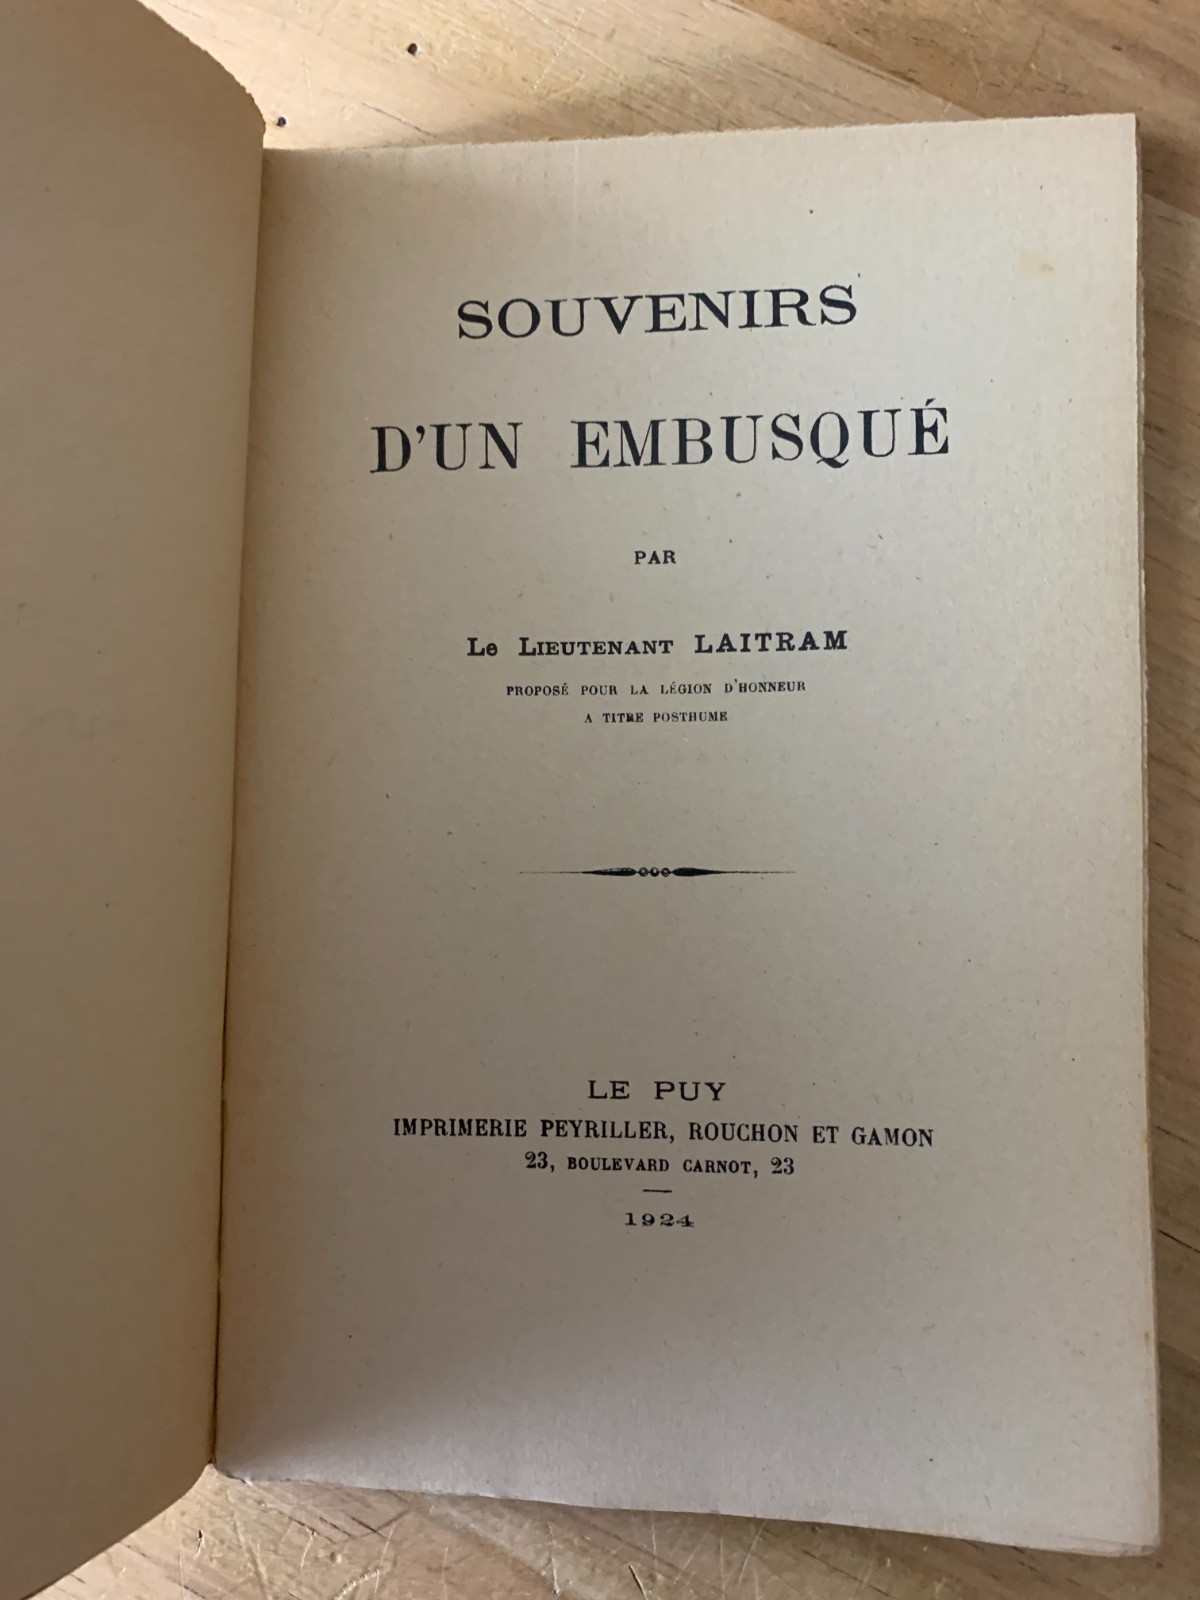 SOUVENIRS
D'UN EMBUSQUÉ
PAR
Le LIEUTENANT LAITRAM
PROPOSÉ POUR LA LÉGION D'HONNEUR
A TITRE POSTHUME
LE PUY
IMPRIMERIE PEYRILLER, ROUCHON ET GAMON
23, BOULEVARD CARNOT, 23
1924